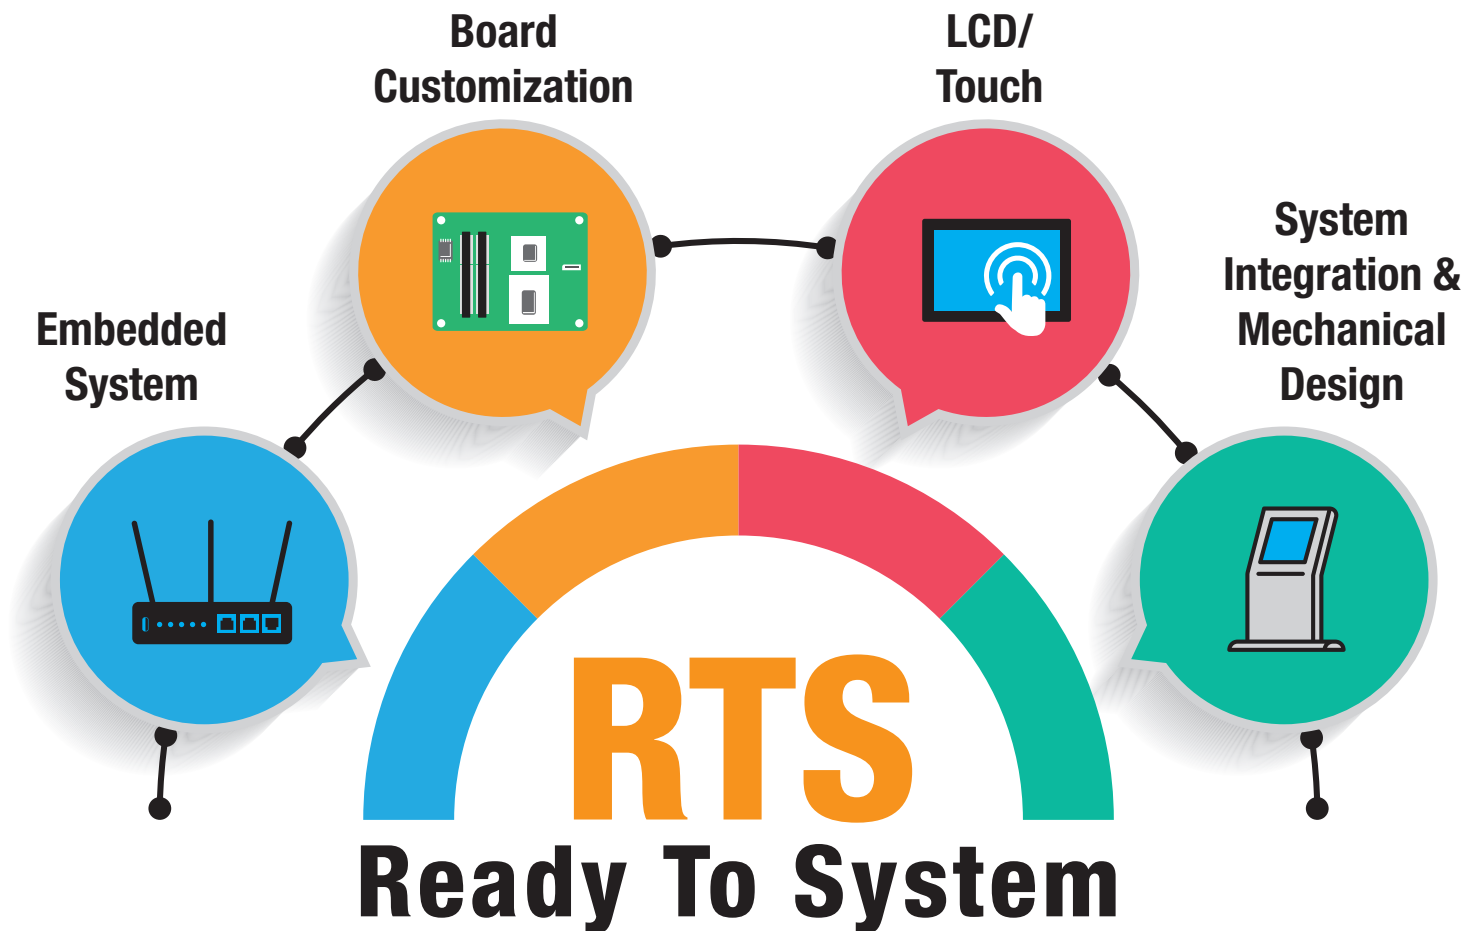 Board
Customization
LCD/
Touch
System
Integration &
Mechanical
Design
Embedded
System
RTS
Ready To System